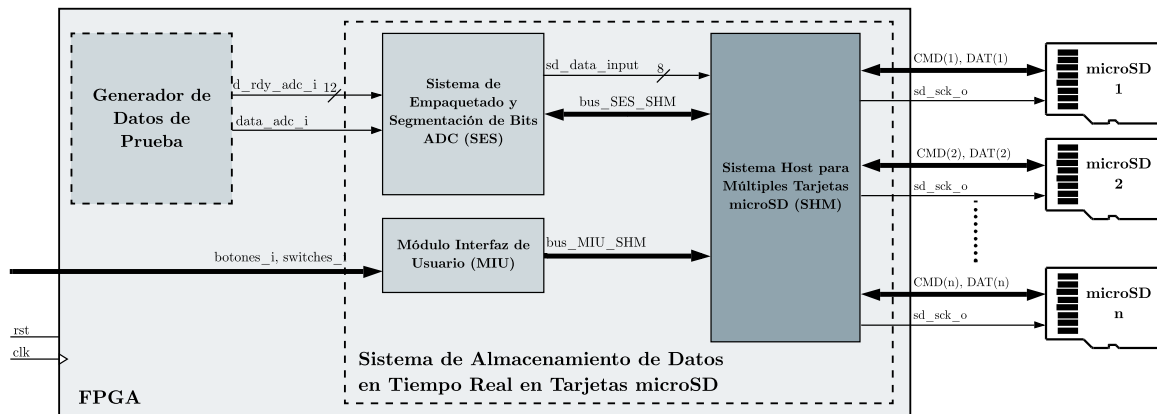 Generador de
Datos de
Prueba
d_rdy_adc_i
12
data_adc_i
Sistema de
Empaquetado y
Segmentación de Bits
ADC (SES)
sd_data_input
8
bus_SES_SHM
Sistema Host para
Múltiples Tarjetas
microSD (SHM)
botones_i, switches_
Módulo Interfaz de
Usuario (MIU)
bus_MIU_SHM
CMD(1), DAT(1)
sd_sck_o
microSD
1
CMD(2), DAT(2)
sd_sck_o
microSD
2
CMD(n), DAT(n)
sd_sck_o
microSD
n
rst
clk
Sistema de Almacenamiento de Datos
en Tiempo Real en Tarjetas microSD
FPGA